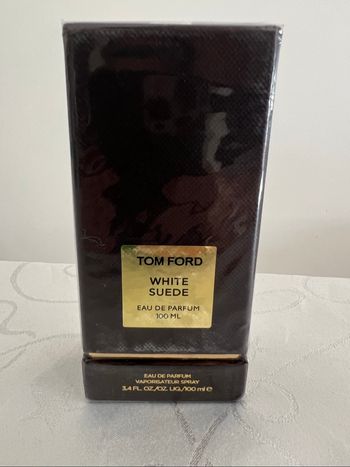 TOM FORD
WHITE
SUEDE
EAU DE PARFUM
100 ML
EAU DE PARFUM
VAPORISATEUR SPRAY
3.4 FL. OZ./OZ. LIQ./100 ml ℮